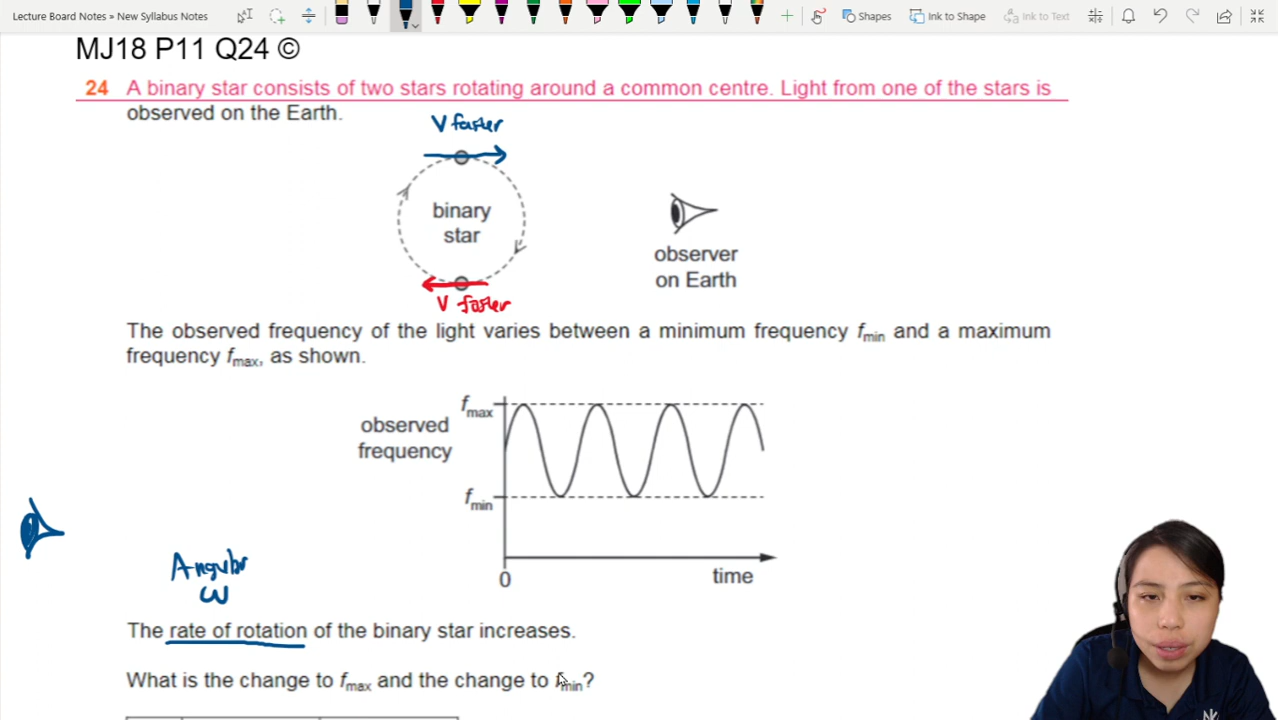 Lecture Board Notes » New Syllabus Notes
Shapes
Ink to Shape
Ink to Text
MJ18 P11 Q24 ©
24 A binary star consists of two stars rotating around a common centre. Light from one of the stars is
observed on the Earth.
V faster
binary
star
observer
on Earth
V faster
The observed frequency of the light varies between a minimum frequency fmin and a maximum
frequency fmax, as shown.
fmax
observed
frequency
fmin
0
time
Angular
ω
The rate of rotation of the binary star increases.
What is the change to fmax and the change to fmin?